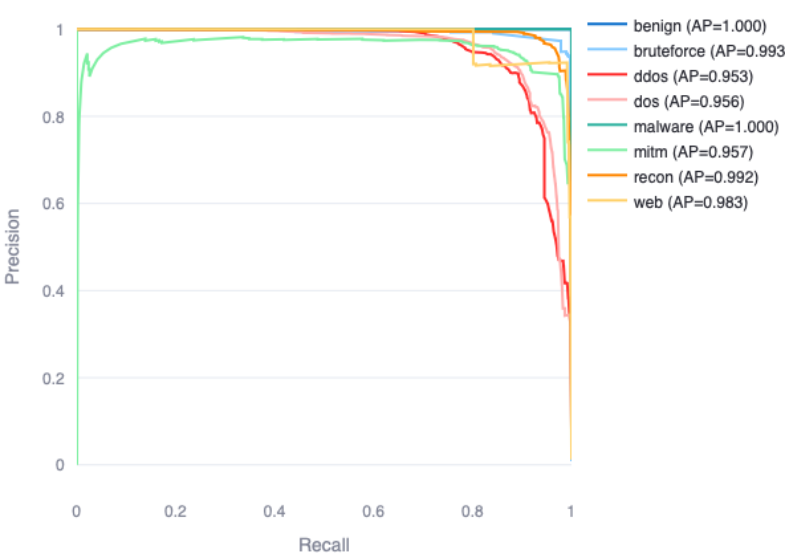 1
0.8
0.6
0.4
0.2
0
Precision
0
0.2
0.4
0.6
0.8
1
Recall
benign (AP=1.000)
bruteforce (AP=0.993
ddos (AP=0.953)
dos (AP=0.956)
malware (AP=1.000)
mitm (AP=0.957)
recon (AP=0.992)
web (AP=0.983)